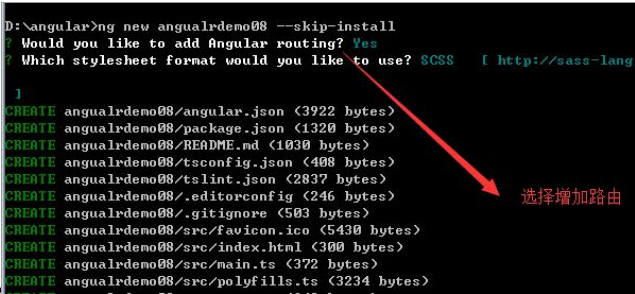 D:\angular>ng new angualrdemo08 --skip-install
? Would you like to add Angular routing? Yes
? Which stylesheet format would you like to use? SCSS [ http://sass-lang
]
CREATE angualrdemo08/angular.json (3922 bytes)
CREATE angualrdemo08/package.json (1320 bytes)
CREATE angualrdemo08/README.md (1030 bytes)
CREATE angualrdemo08/tsconfig.json (408 bytes)
CREATE angualrdemo08/tslint.json (2837 bytes)
CREATE angualrdemo08/.editorconfig (246 bytes)
选择增加路由
CREATE angualrdemo08/.gitignore (503 bytes)
CREATE angualrdemo08/src/favicon.ico (5430 bytes)
CREATE angualrdemo08/src/index.html (300 bytes)
CREATE angualrdemo08/src/main.ts (372 bytes)
CREATE angualrdemo08/src/polyfills.ts (3234 bytes)